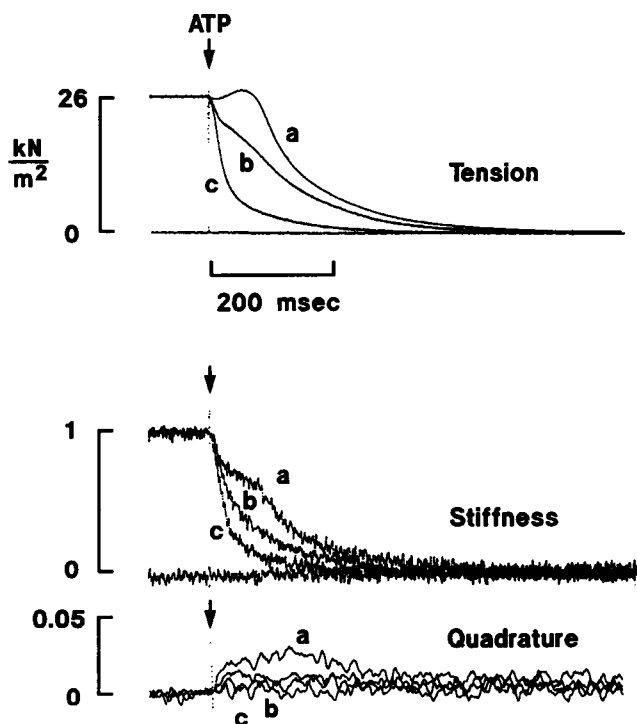 ATP
26
kN
m²
0
a
b
c
Tension
200 msec
1
0
a
b
c
Stiffness
0.05
0
a
Quadrature
c
b